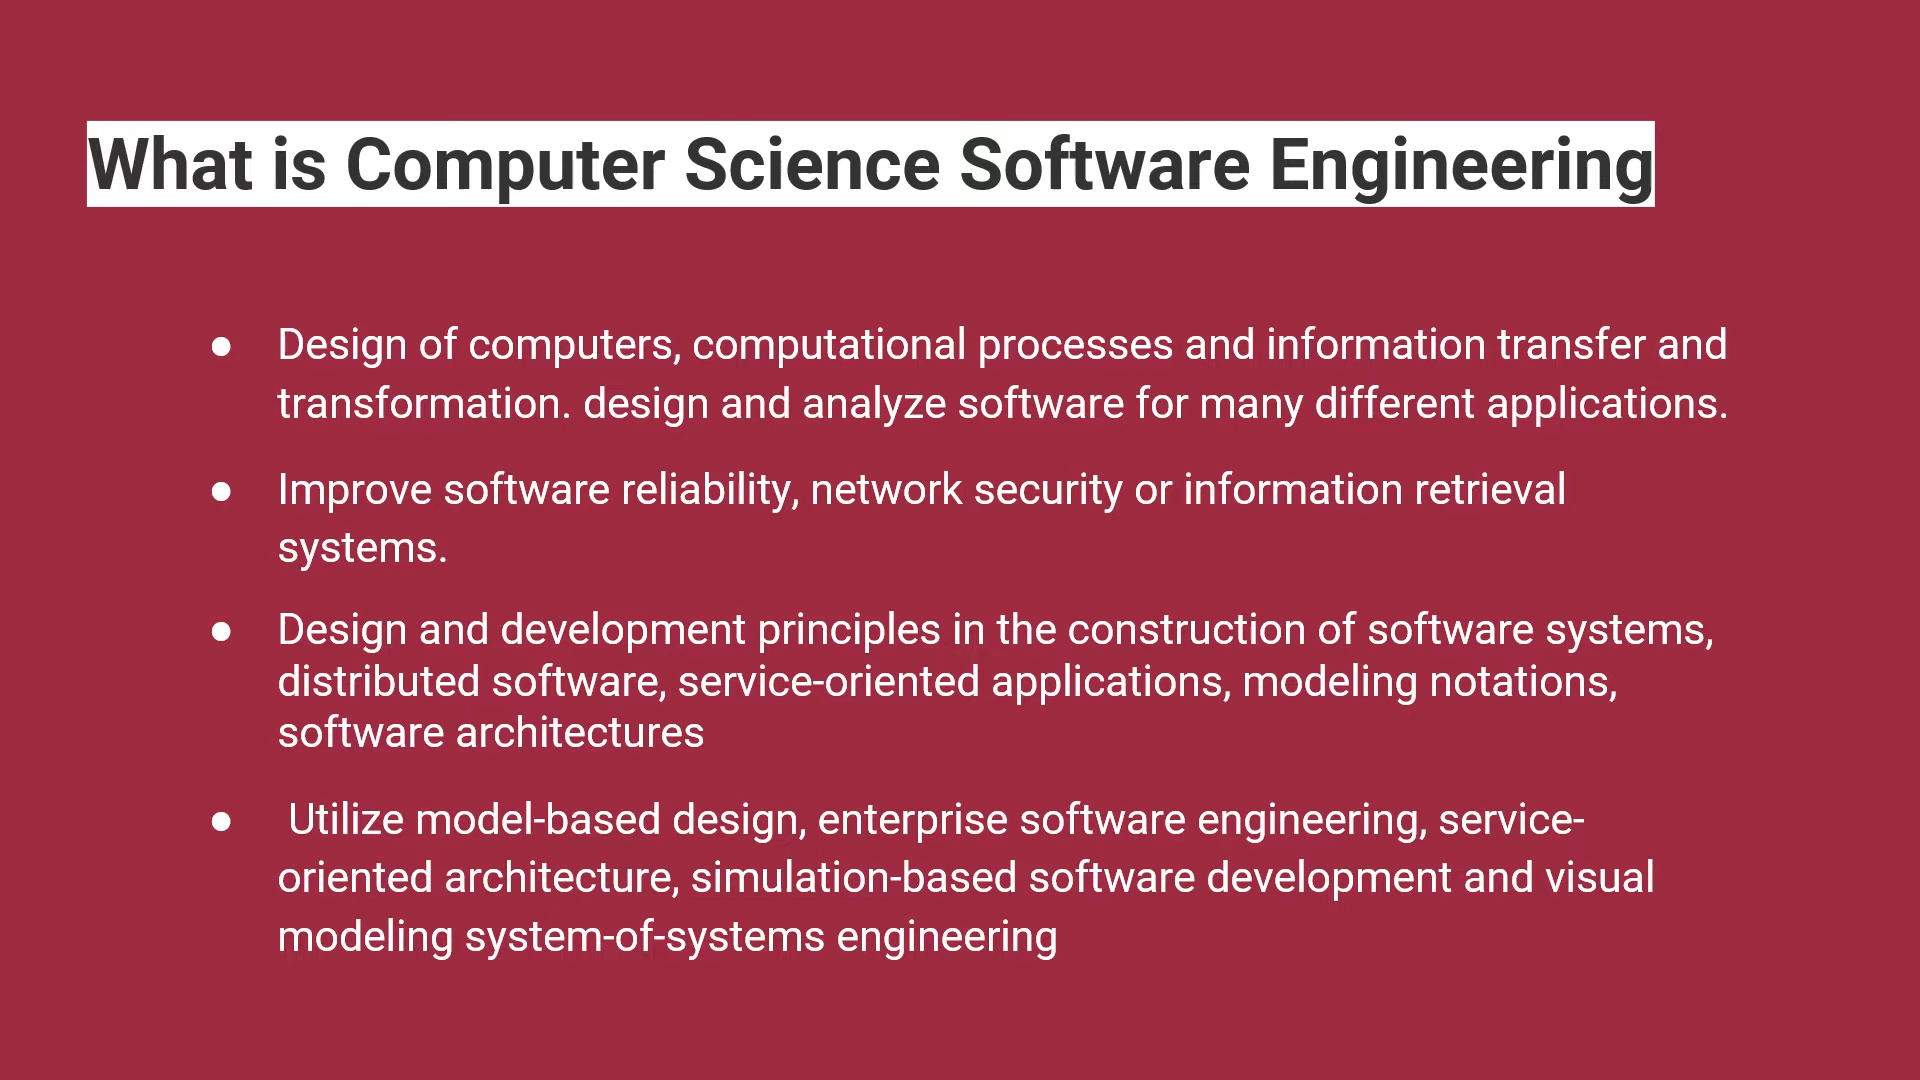 What is Computer Science Software Engineering
● Design of computers, computational processes and information transfer and
transformation. design and analyze software for many different applications.
● Improve software reliability, network security or information retrieval
systems.
● Design and development principles in the construction of software systems,
distributed software, service-oriented applications, modeling notations,
software architectures
● Utilize model-based design, enterprise software engineering, service-
oriented architecture, simulation-based software development and visual
modeling system-of-systems engineering